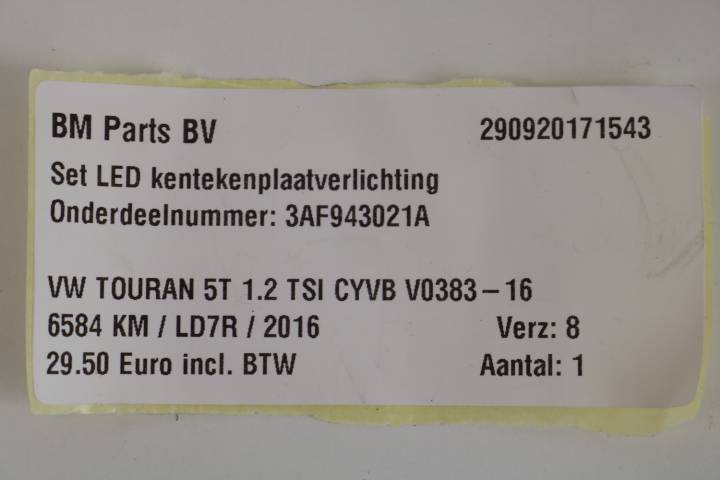 BM Parts BV 290920171543
Set LED kentekenplaatverlichting
Onderdeelnummer: 3AF943021A
VW TOURAN 5T 1.2 TSI CYVB V0383-16
6584 KM / LD7R / 2016 Verz: 8
29.50 Euro incl. BTW Aantal: 1